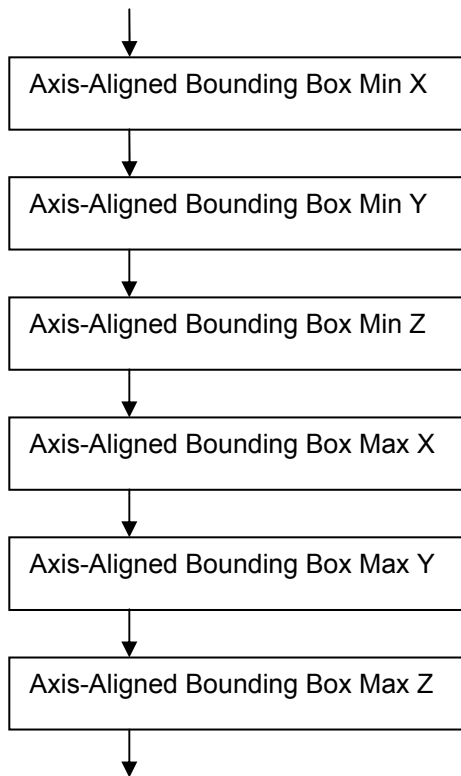 Axis-Aligned Bounding Box Min X
Axis-Aligned Bounding Box Min Y
Axis-Aligned Bounding Box Min Z
Axis-Aligned Bounding Box Max X
Axis-Aligned Bounding Box Max Y
Axis-Aligned Bounding Box Max Z